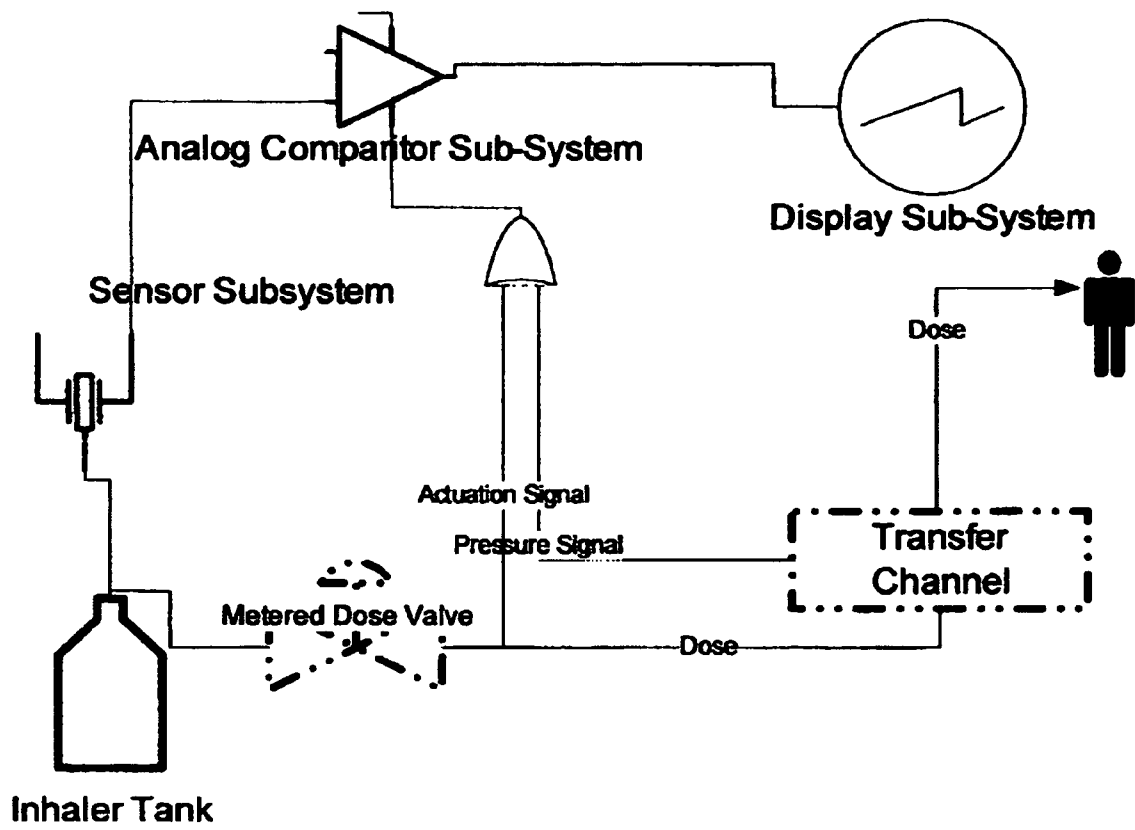 Analog Comparitor Sub-System
Display Sub-System
Sensor Subsystem
Dose
Actuation Signal
Pressure Signal
Transfer
Channel
Metered Dose Valve
Dose
Inhaler Tank